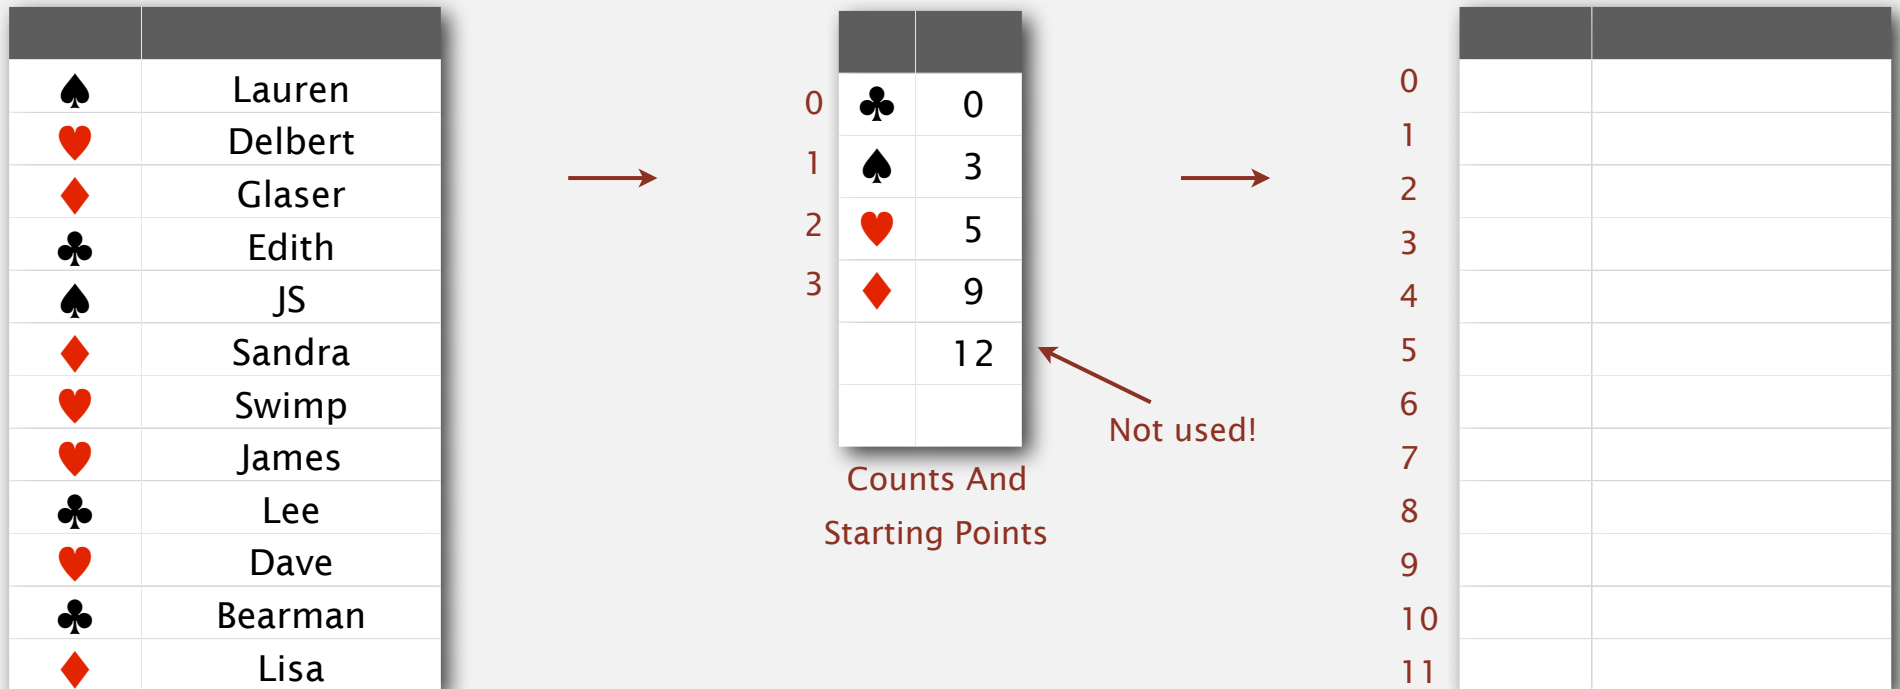 ♠ Lauren
♥ Delbert
♦ Glaser
♣ Edith
♠ JS
♦ Sandra
♥ Swimp
♥ James
♣ Lee
♥ Dave
♣ Bearman
♦ Lisa
0 ♣ 0
1 ♠ 3
2 ♥ 5
3 ♦ 9
12
Not used!
Counts And
Starting Points
0
1
2
3
4
5
6
7
8
9
10
11